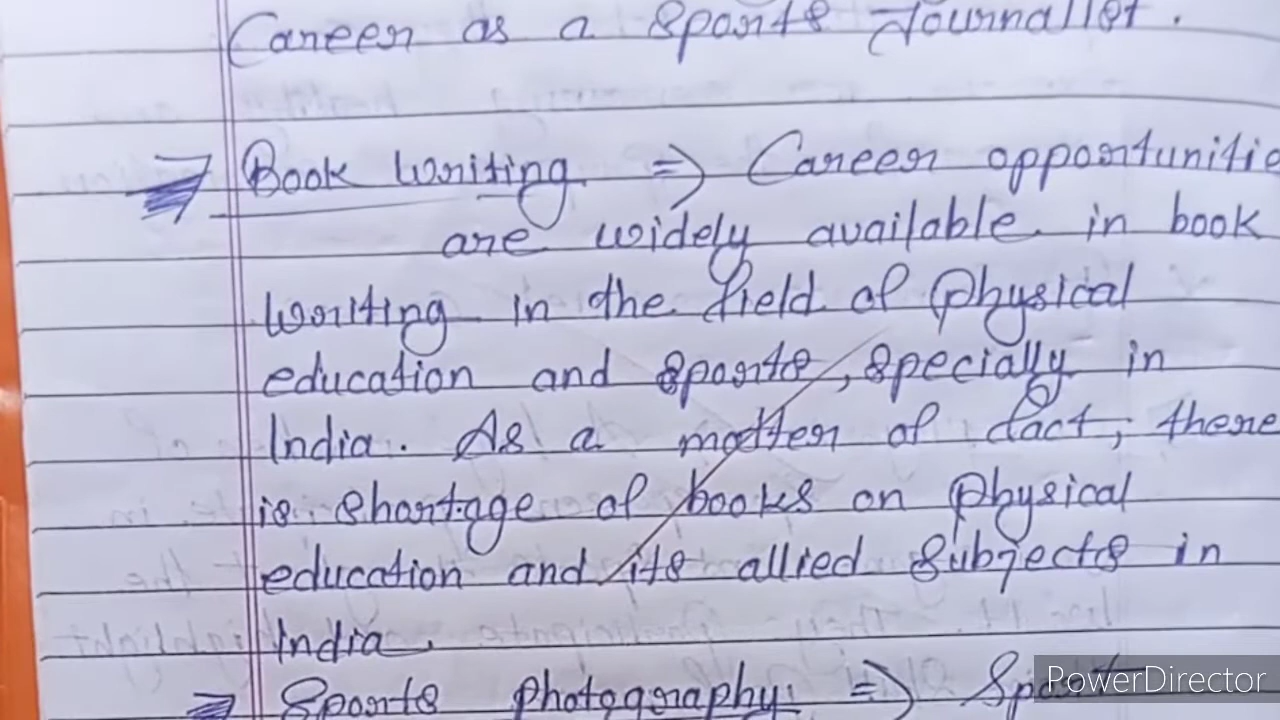 Career as a Sports Journalist.
→ Book Writing => Career opportunitie
are widely available in book
writing in the field of Physical
education and sports, specially in
India. As a matter of fact, there
is shortage of books on Physical
education and its allied subjects in
India.
→ Sports photography: => Sport
PowerDirector